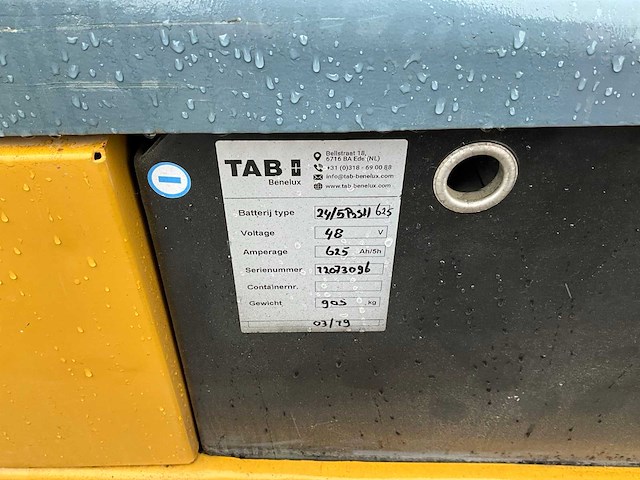 TAB
Benelux
Bellstraat 18,
6716 BA Ede (NL)
+31 (0)318 - 69 00 88
info@tab-benelux.com
www.tab-benelux.com
Batterij type 24/5PzSH 625
Voltage 48 V
Amperage 625 Ah/5h
Serienummer 12073096
Containernr.
Gewicht 905 kg
03/19